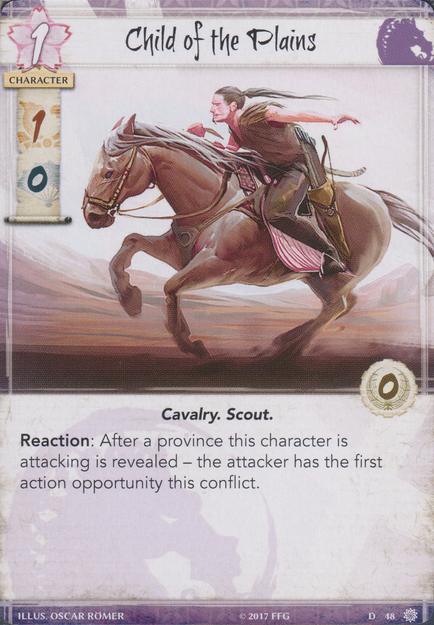 1
Child of the Plains
CHARACTER
1
0
0
Cavalry. Scout.
Reaction: After a province this character is
attacking is revealed – the attacker has the first
action opportunity this conflict.
ILLUS. OSCAR RÖMER
© 2017 FFG
D 48